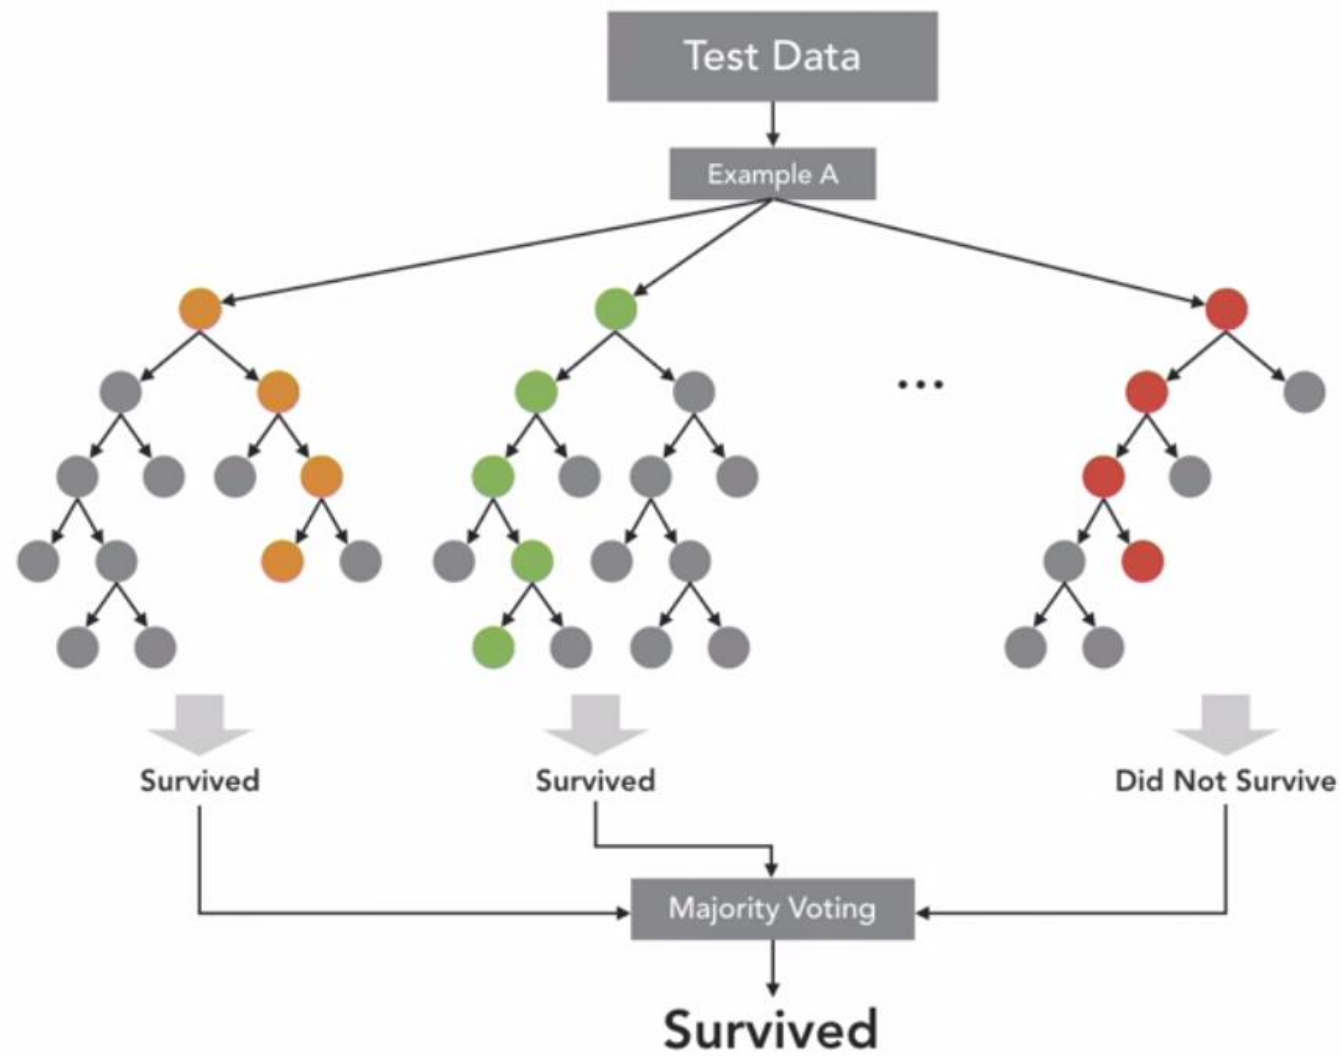 Test Data
Example A
...
Survived
Survived
Did Not Survive
Majority Voting
Survived